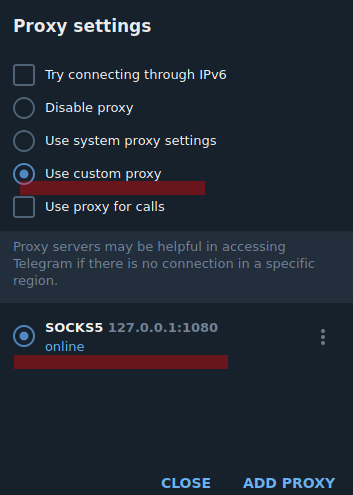 Proxy settings
Try connecting through IPv6
Disable proxy
Use system proxy settings
Use custom proxy
Use proxy for calls
Proxy servers may be helpful in accessing
Telegram if there is no connection in a specific
region.
SOCKS5 127.0.0.1:1080
online
CLOSE ADD PROXY